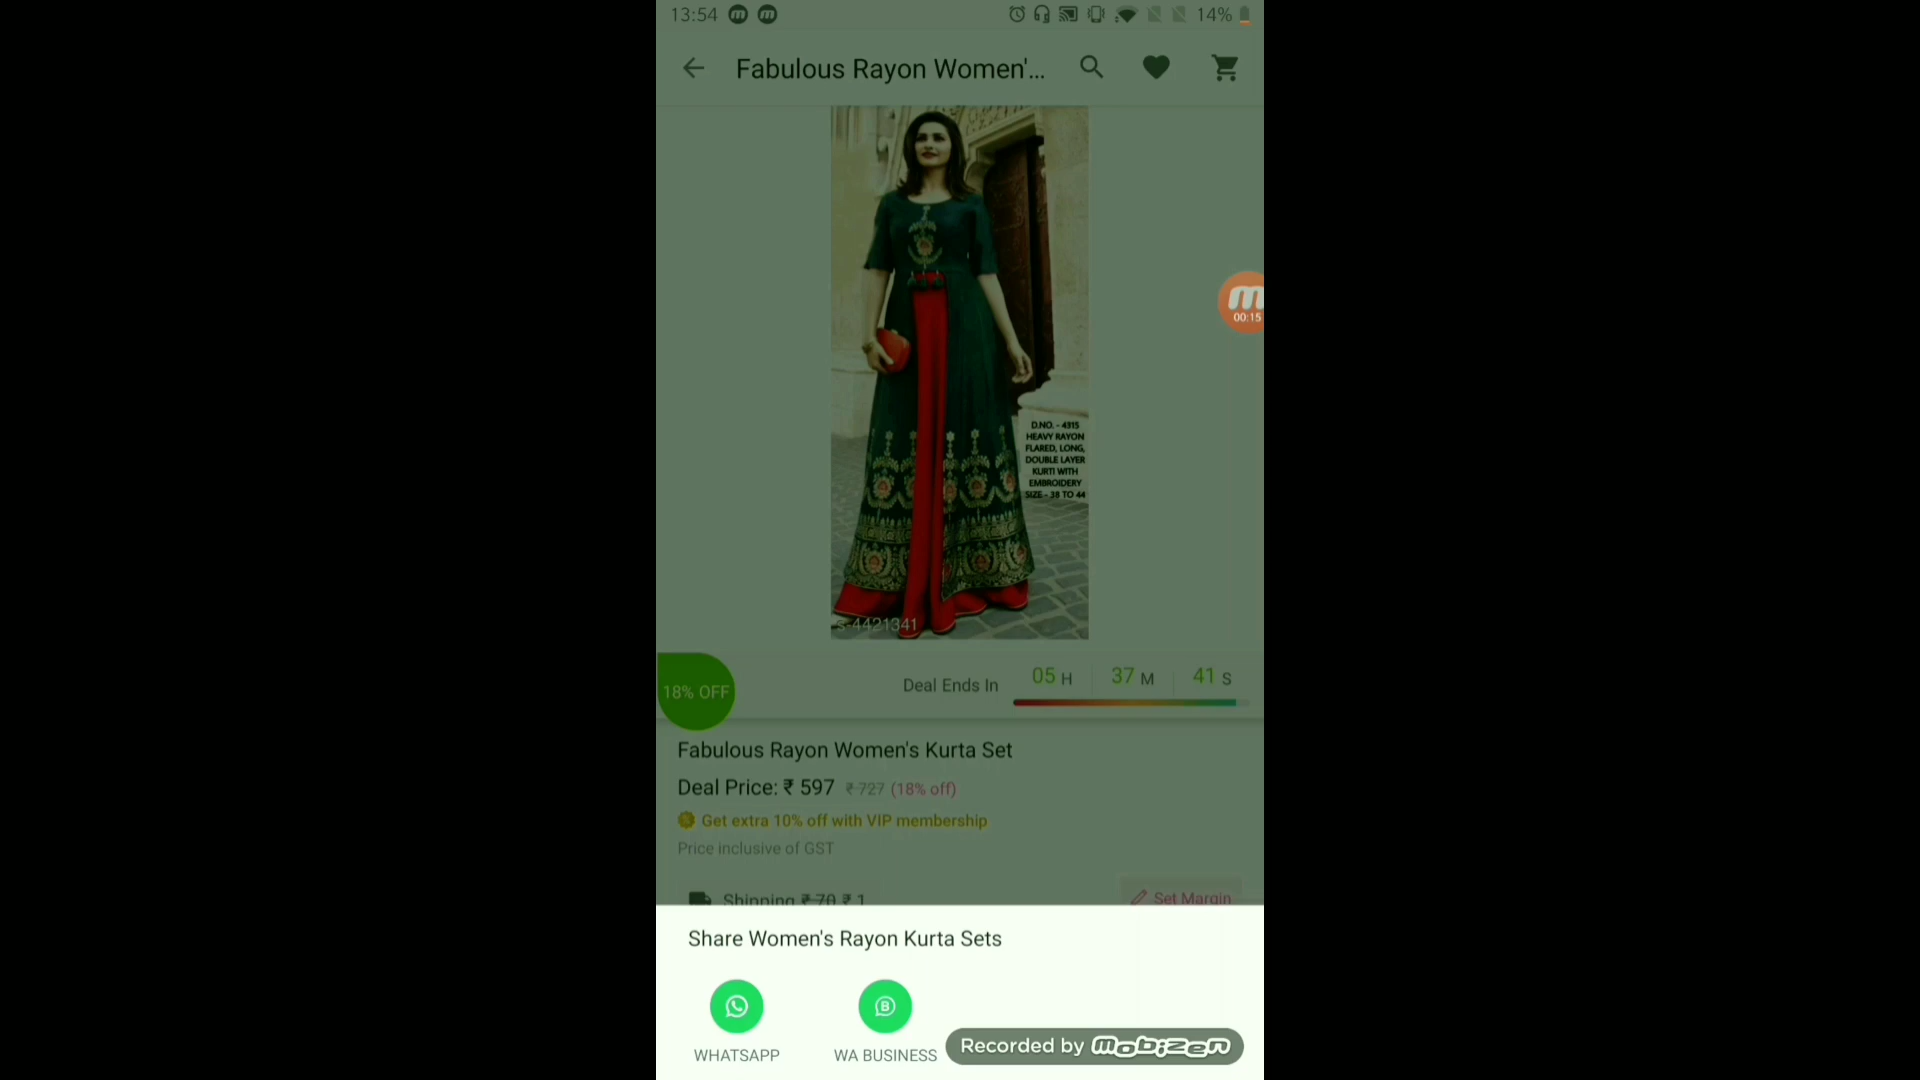 13:54
14%
Fabulous Rayon Women'...
00:15
D.NO. - 4315
HEAVY RAYON
FLARED, LONG,
DOUBLE LAYER
KURTI WITH
EMBROIDERY
SIZE - 38 TO 44
s-4421341
18% OFF
Deal Ends In 05 H 37 M 41 S
Fabulous Rayon Women's Kurta Set
Deal Price: ₹ 597 ₹ 727 (18% off)
Get extra 10% off with VIP membership
Price inclusive of GST
Shipping ₹ 70 ₹ 1
Set Margin
Share Women's Rayon Kurta Sets
WHATSAPP
WA BUSINESS
Recorded by mobizen